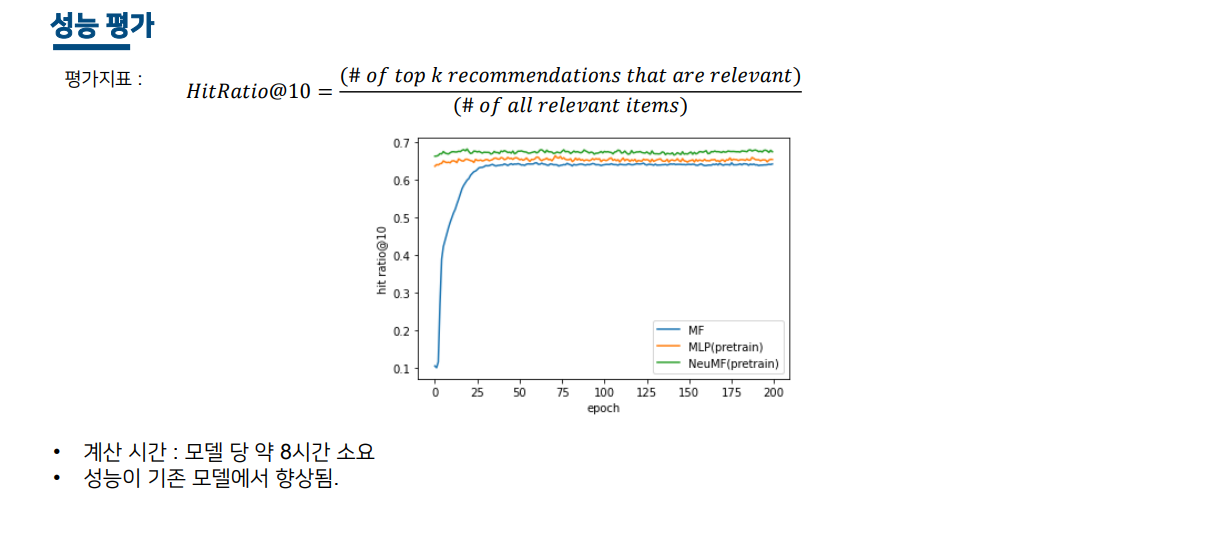 성능 평가
평가지표 :
HitRatio@10 = (# of top k recommendations that are relevant)
(# of all relevant items)
0.7
0.6
0.5
0.4
0.3
0.2
0.1
hit ratio@10
MF
MLP(pretrain)
NeuMF(pretrain)
0 25 50 75 100 125 150 175 200
epoch
• 계산 시간 : 모델 당 약 8시간 소요
• 성능이 기존 모델에서 향상됨.